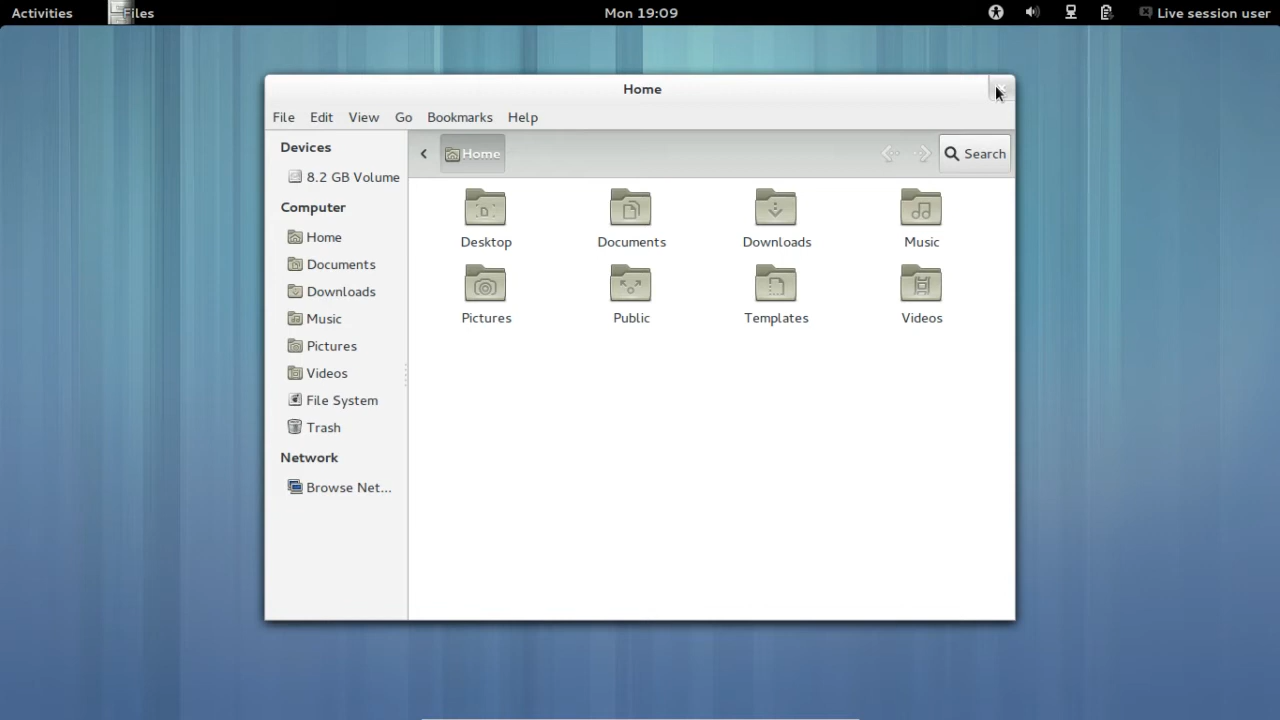 Activities Files Mon 19:09 Live session user
Home
File Edit View Go Bookmarks Help
Devices
8.2 GB Volume
Computer
Home
Documents
Downloads
Music
Pictures
Videos
File System
Trash
Network
Browse Net...
Home Search
Desktop Documents Downloads Music
Pictures Public Templates Videos